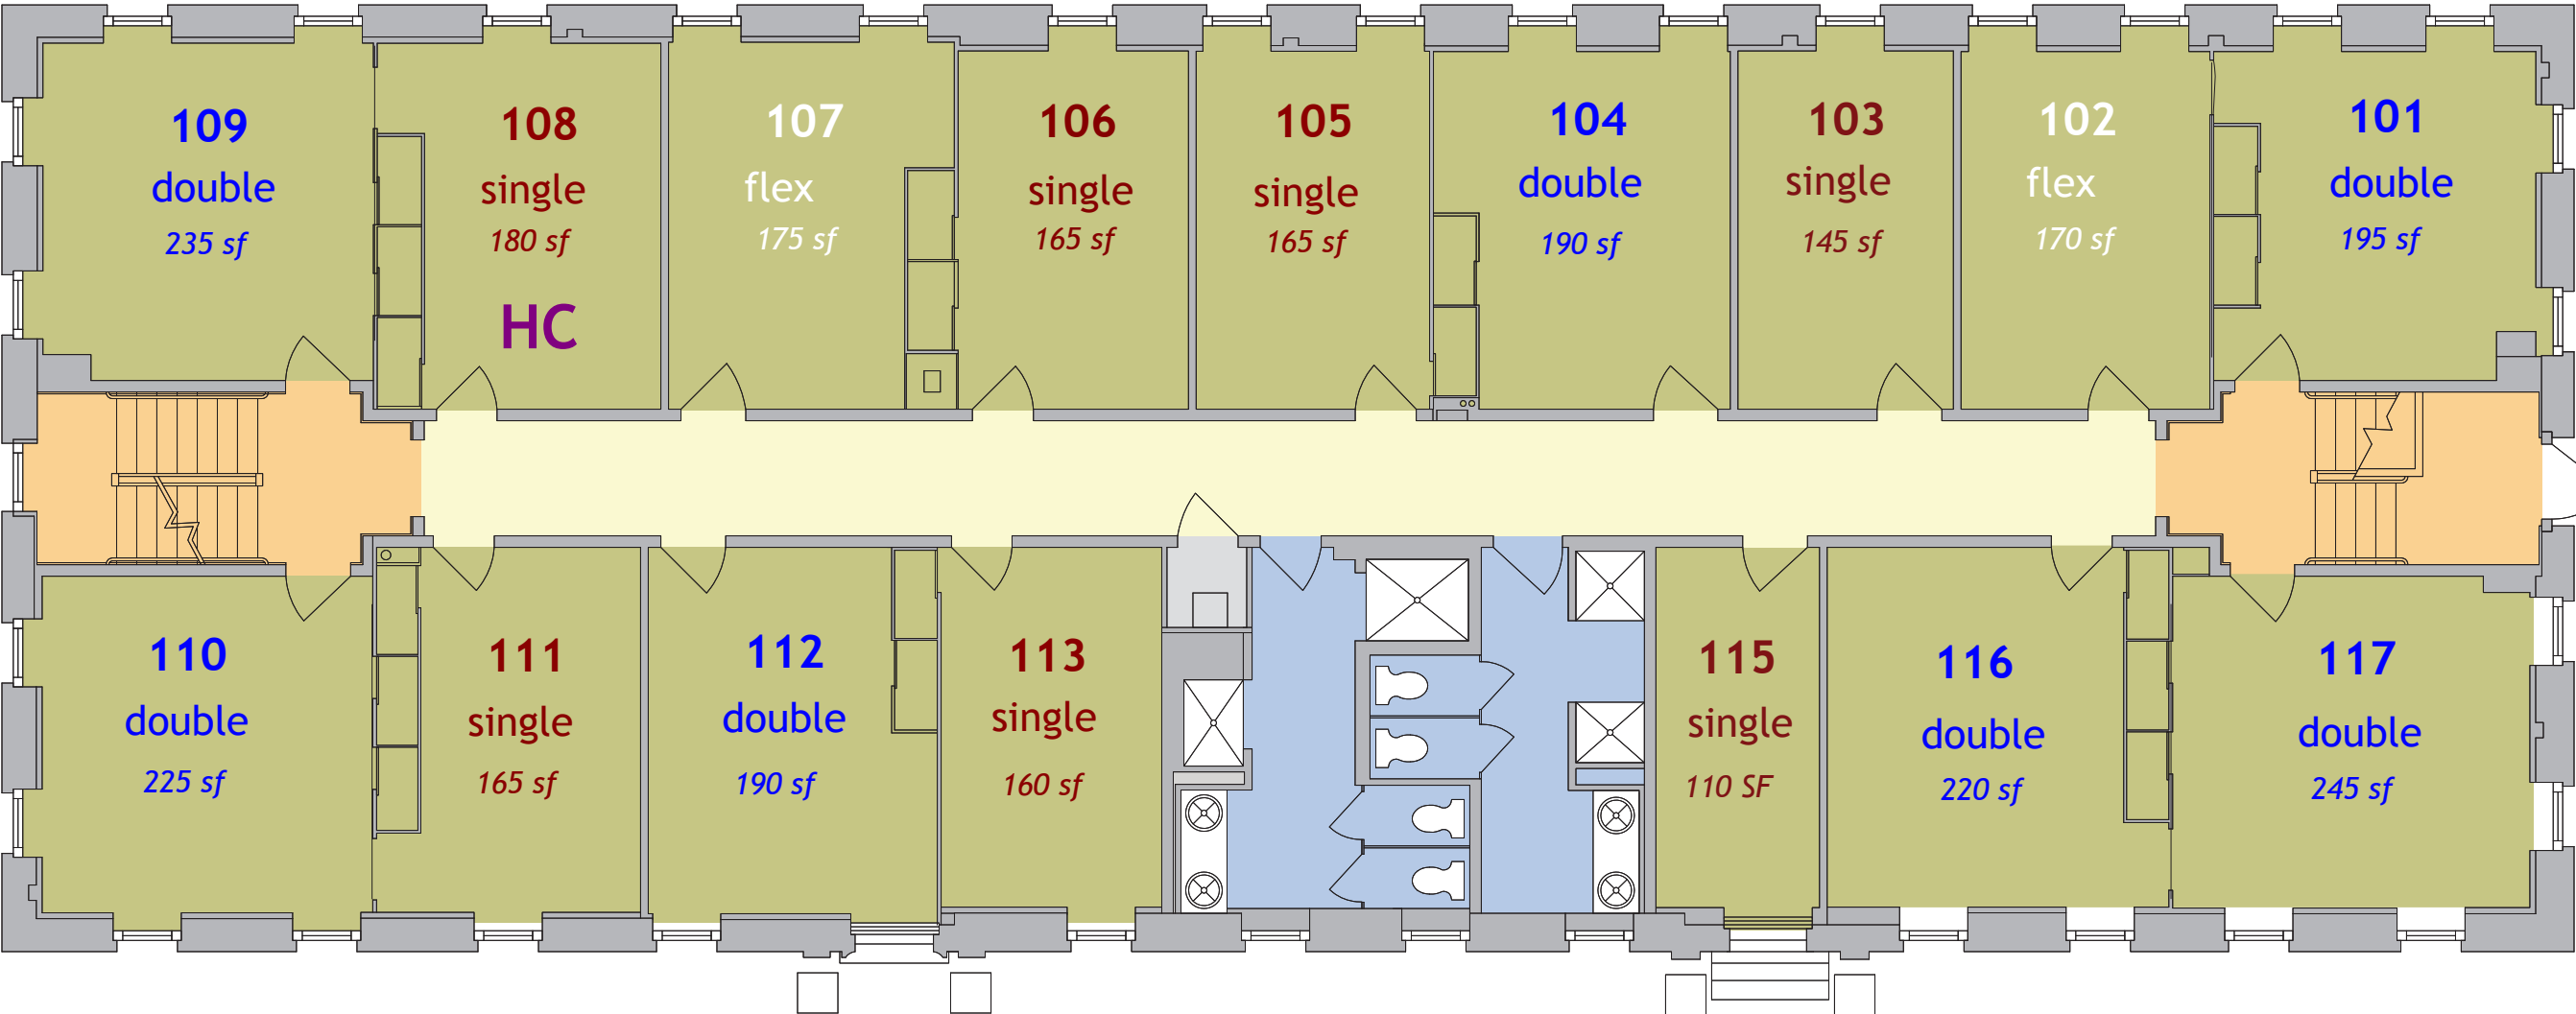 109
double
235 sf
108
single
180 sf
HC
107
flex
175 sf
106
single
165 sf
105
single
165 sf
104
double
190 sf
103
single
145 sf
102
flex
170 sf
101
double
195 sf
110
double
225 sf
111
single
165 sf
112
double
190 sf
113
single
160 sf
115
single
110 SF
116
double
220 sf
117
double
245 sf